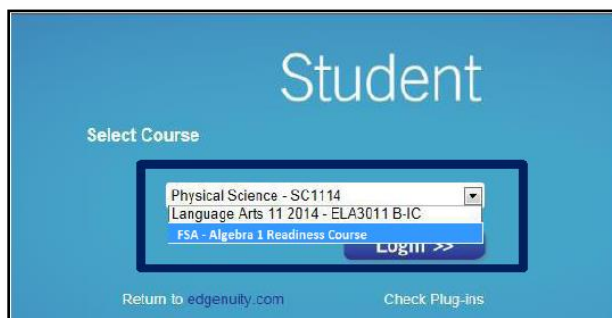 Student
Select Course
Physical Science - SC1114
Language Arts 11 2014 - ELA3011 B-IC
FSA - Algebra 1 Readiness Course
Login >>
Return to edgenuity.com Check Plug-ins